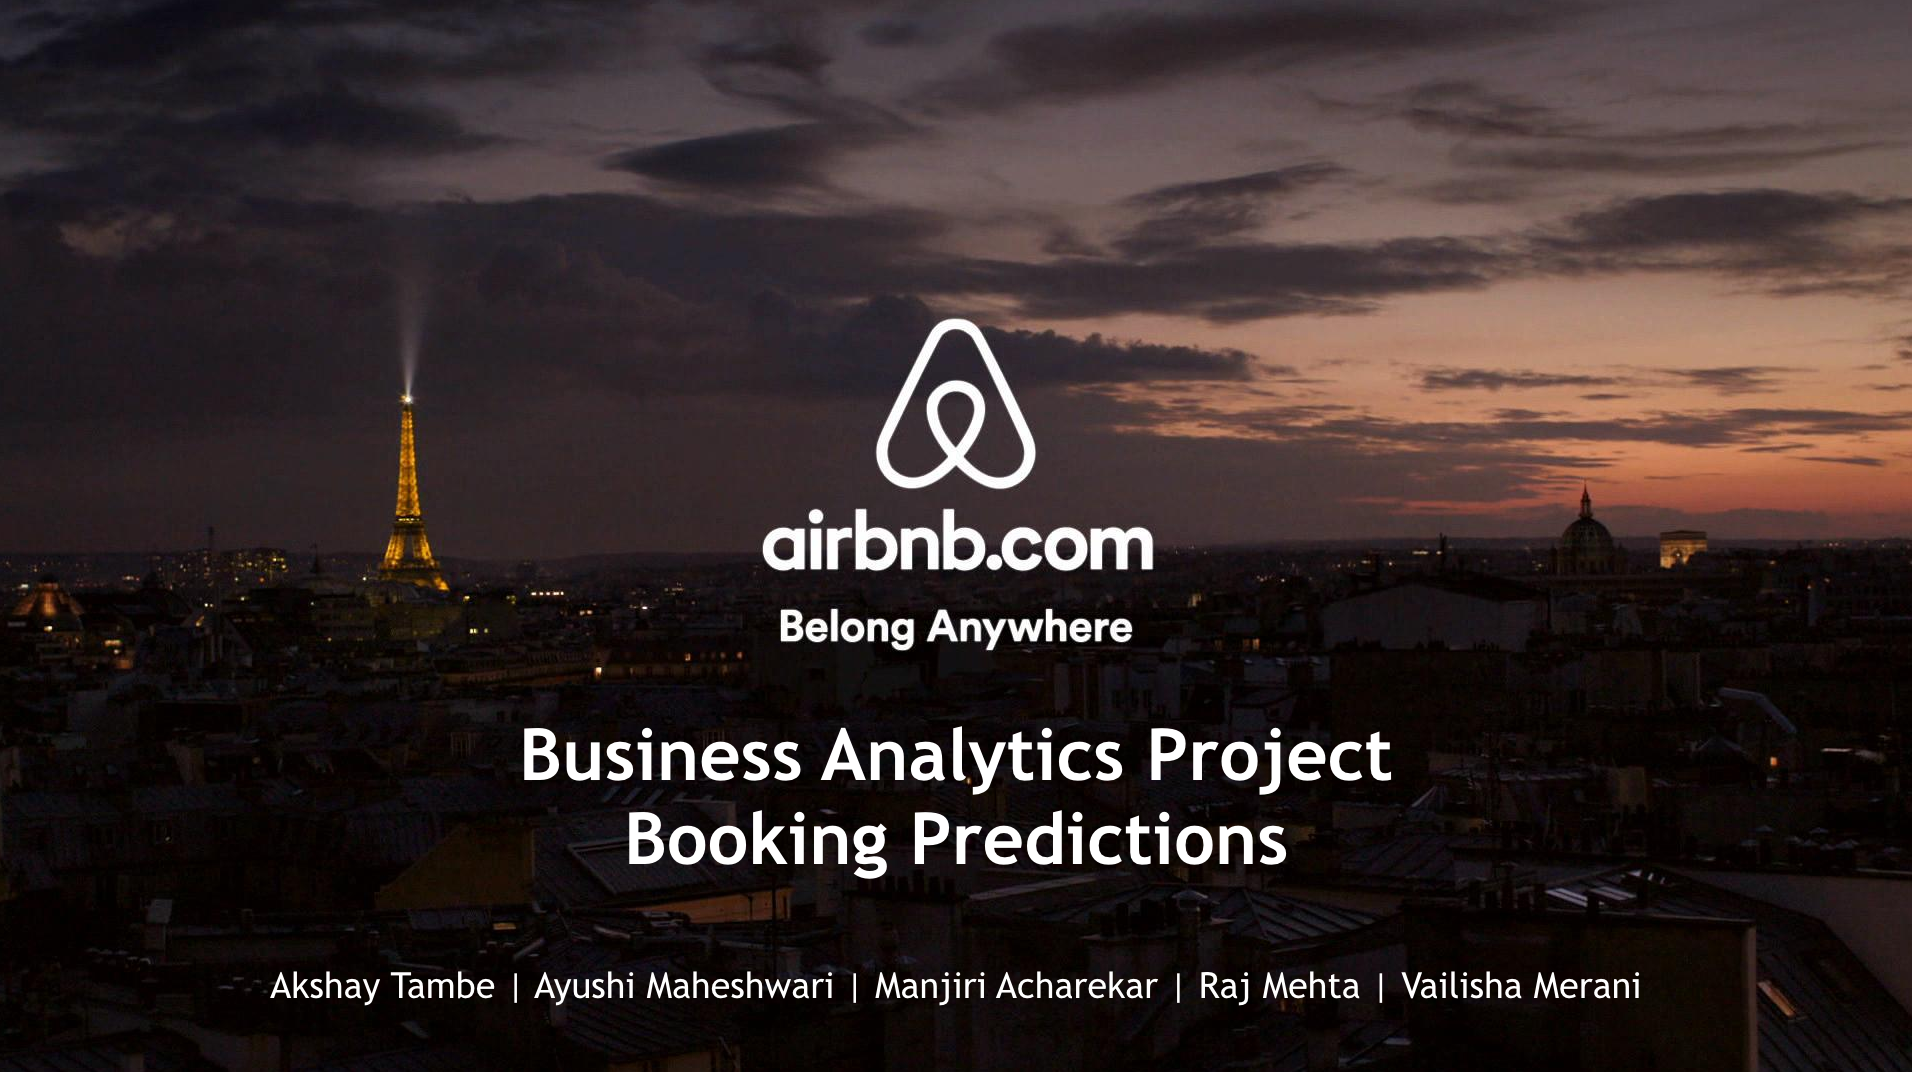 airbnb.com
Belong Anywhere
Business Analytics Project
Booking Predictions
Akshay Tambe | Ayushi Maheshwari | Manjiri Acharekar | Raj Mehta | Vailisha Merani